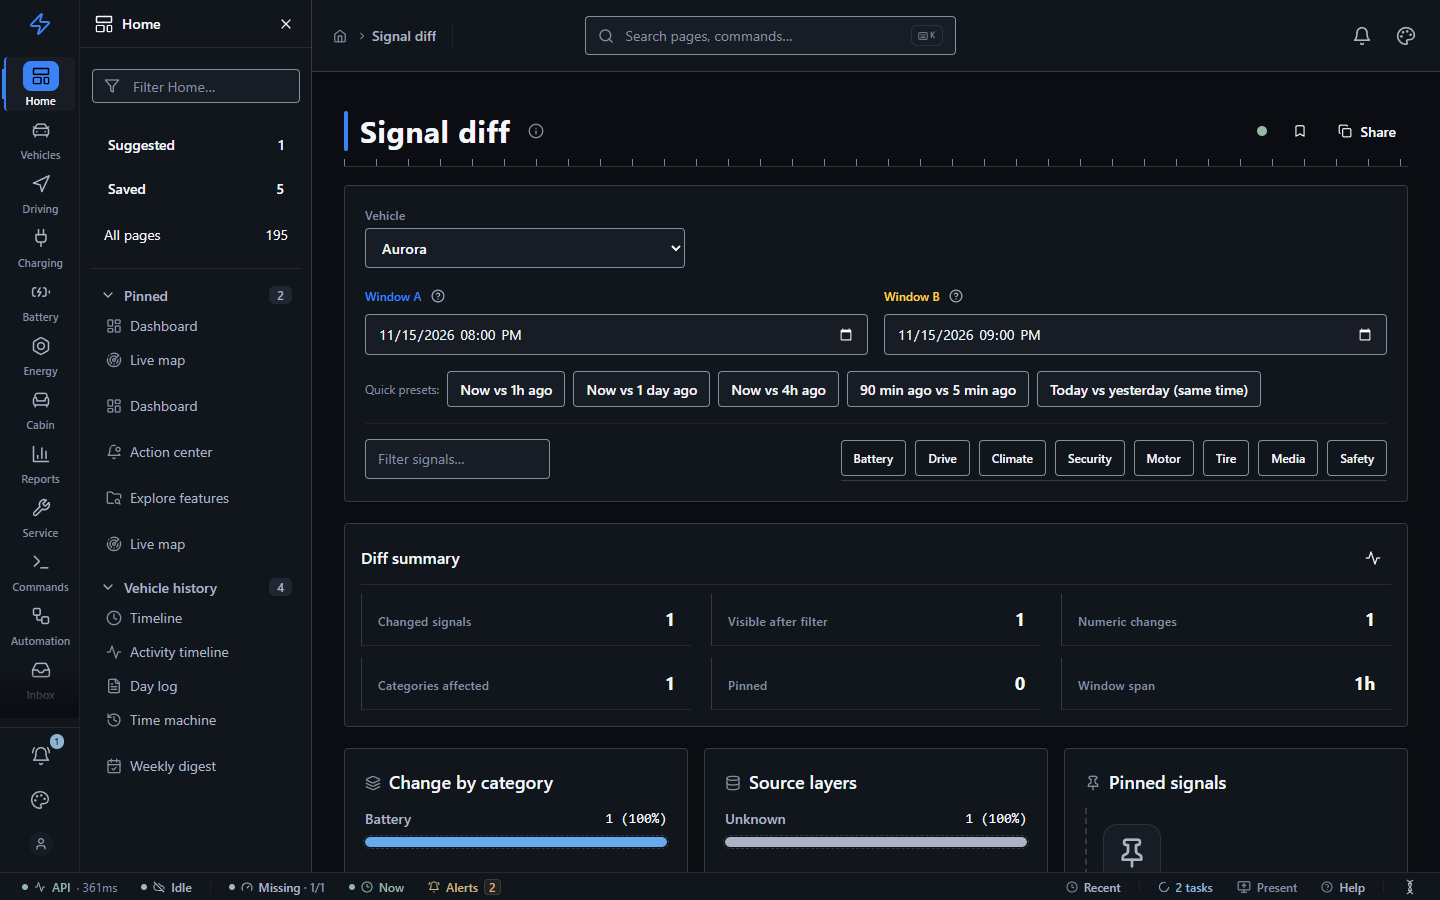 Home
Signal diff
Search pages, commands...
K
Home
Vehicles
Driving
Charging
Battery
Energy
Cabin
Reports
Service
Commands
Automation
Inbox
1
Filter Home...
Suggested 1
Saved 5
All pages 195
Pinned 2
Dashboard
Live map
Dashboard
Action center
Explore features
Live map
Vehicle history 4
Timeline
Activity timeline
Day log
Time machine
Weekly digest
Signal diff
Share
Vehicle
Aurora
Window A
Window B
11/15/2026 08:00 PM
11/15/2026 09:00 PM
Quick presets: Now vs 1h ago Now vs 1 day ago Now vs 4h ago 90 min ago vs 5 min ago Today vs yesterday (same time)
Filter signals...
Battery Drive Climate Security Motor Tire Media Safety
Diff summary
Changed signals 1
Visible after filter 1
Numeric changes 1
Categories affected 1
Pinned 0
Window span 1h
Change by category
Battery 1 (100%)
Source layers
Unknown 1 (100%)
Pinned signals
API · 361ms Idle Missing · 1/1 Now Alerts 2 Recent 2 tasks Present Help